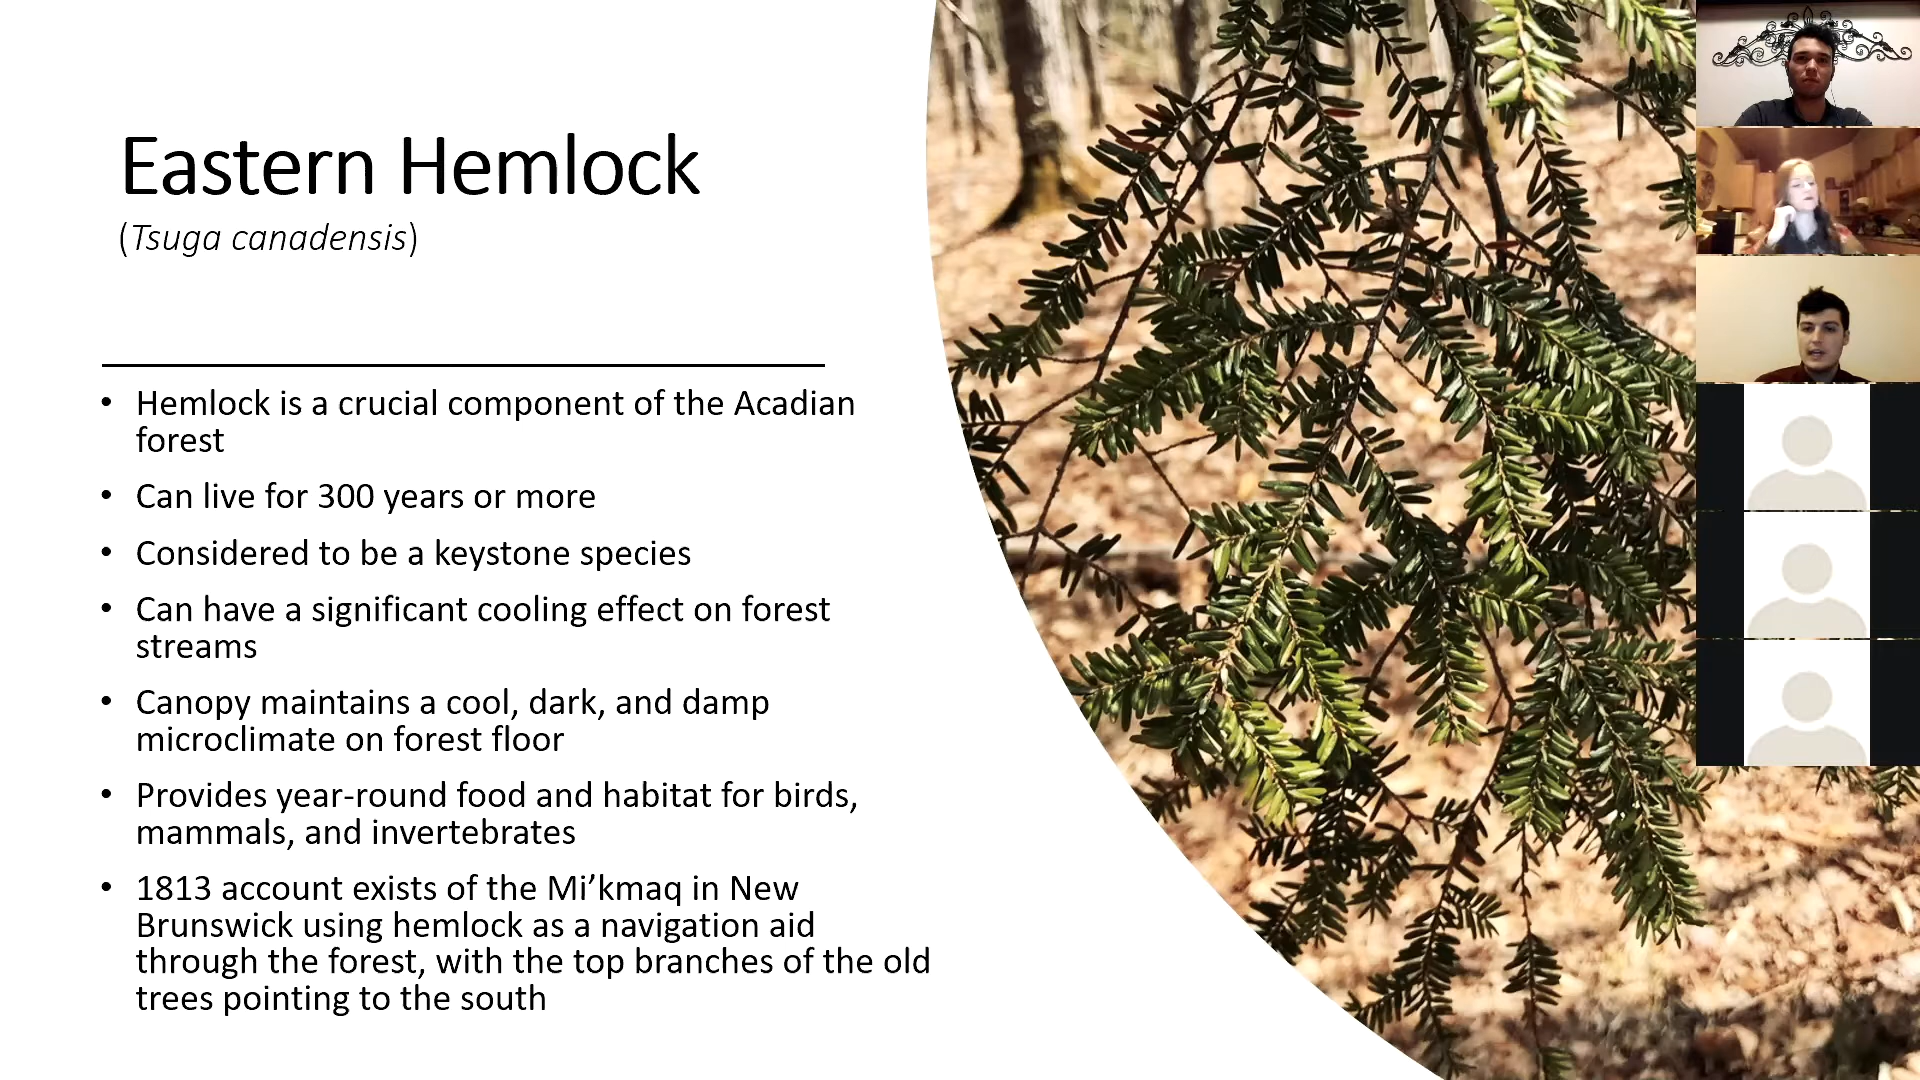 Eastern Hemlock
(Tsuga canadensis)
• Hemlock is a crucial component of the Acadian
forest
• Can live for 300 years or more
• Considered to be a keystone species
• Can have a significant cooling effect on forest
streams
• Canopy maintains a cool, dark, and damp
microclimate on forest floor
• Provides year-round food and habitat for birds,
mammals, and invertebrates
• 1813 account exists of the Mi’kmaq in New
Brunswick using hemlock as a navigation aid
through the forest, with the top branches of the old
trees pointing to the south